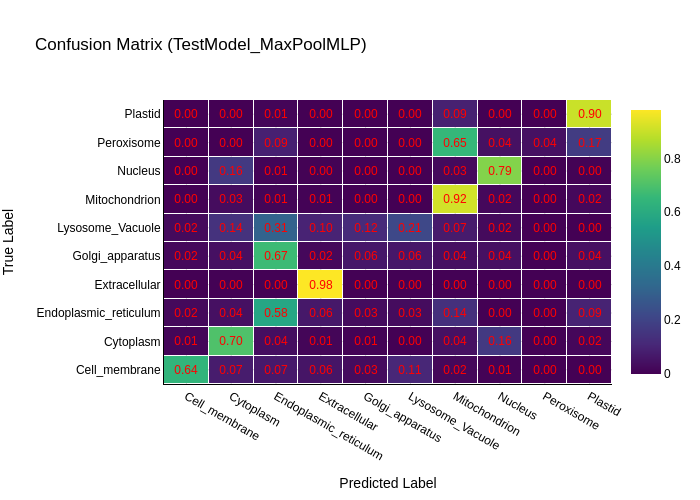 Confusion Matrix (TestModel_MaxPoolMLP)
Plastid 0.00 0.00 0.01 0.00 0.00 0.00 0.09 0.00 0.00 0.90
Peroxisome 0.00 0.00 0.09 0.00 0.00 0.00 0.65 0.04 0.04 0.17
Nucleus 0.00 0.01 0.00 0.00 0.00 0.03 0.79 0.00 0.00
Mitochondrion 0.00 0.03 0.01 0.01 0.00 0.00 0.92 0.02 0.00 0.02
Lysosome_Vacuole 0.02 0.14 0.31 0.10 0.12 0.07 0.02 0.00 0.00
Golgi_apparatus 0.02 0.04 0.67 0.02 0.06 0.06 0.04 0.04 0.00 0.04
Extracellular 0.00 0.00 0.00 0.98 0.00 0.00 0.00 0.00 0.00 0.00
Endoplasmic_reticulum 0.02 0.04 0.58 0.06 0.03 0.03 0.14 0.00 0.00 0.09
Cytoplasm 0.01 0.70 0.04 0.01 0.01 0.00 0.04 0.16 0.00 0.02
Cell_membrane 0.64 0.07 0.07 0.06 0.03 0.11 0.02 0.01 0.00 0.00
Cell_membrane Cytoplasm Endoplasmic_reticulum Extracellular Golgi_apparatus Lysosome_Vacuole Mitochondrion Nucleus Peroxisome Plastid
Predicted Label
True Label
0.8
0.6
0.4
0.2
0